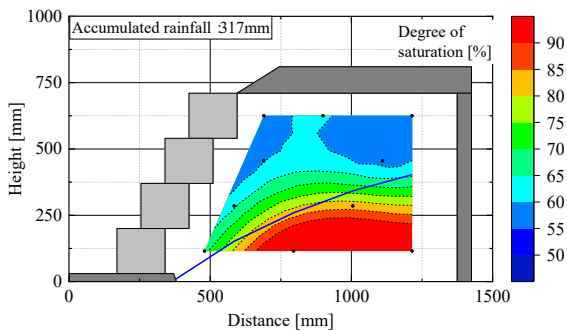 1000
Accumulated rainfall :317mm
Degree of
saturation [%]
750
500
250
0
Height [mm]
0 500 1000 1500
Distance [mm]
90
85
80
75
70
65
60
55
50